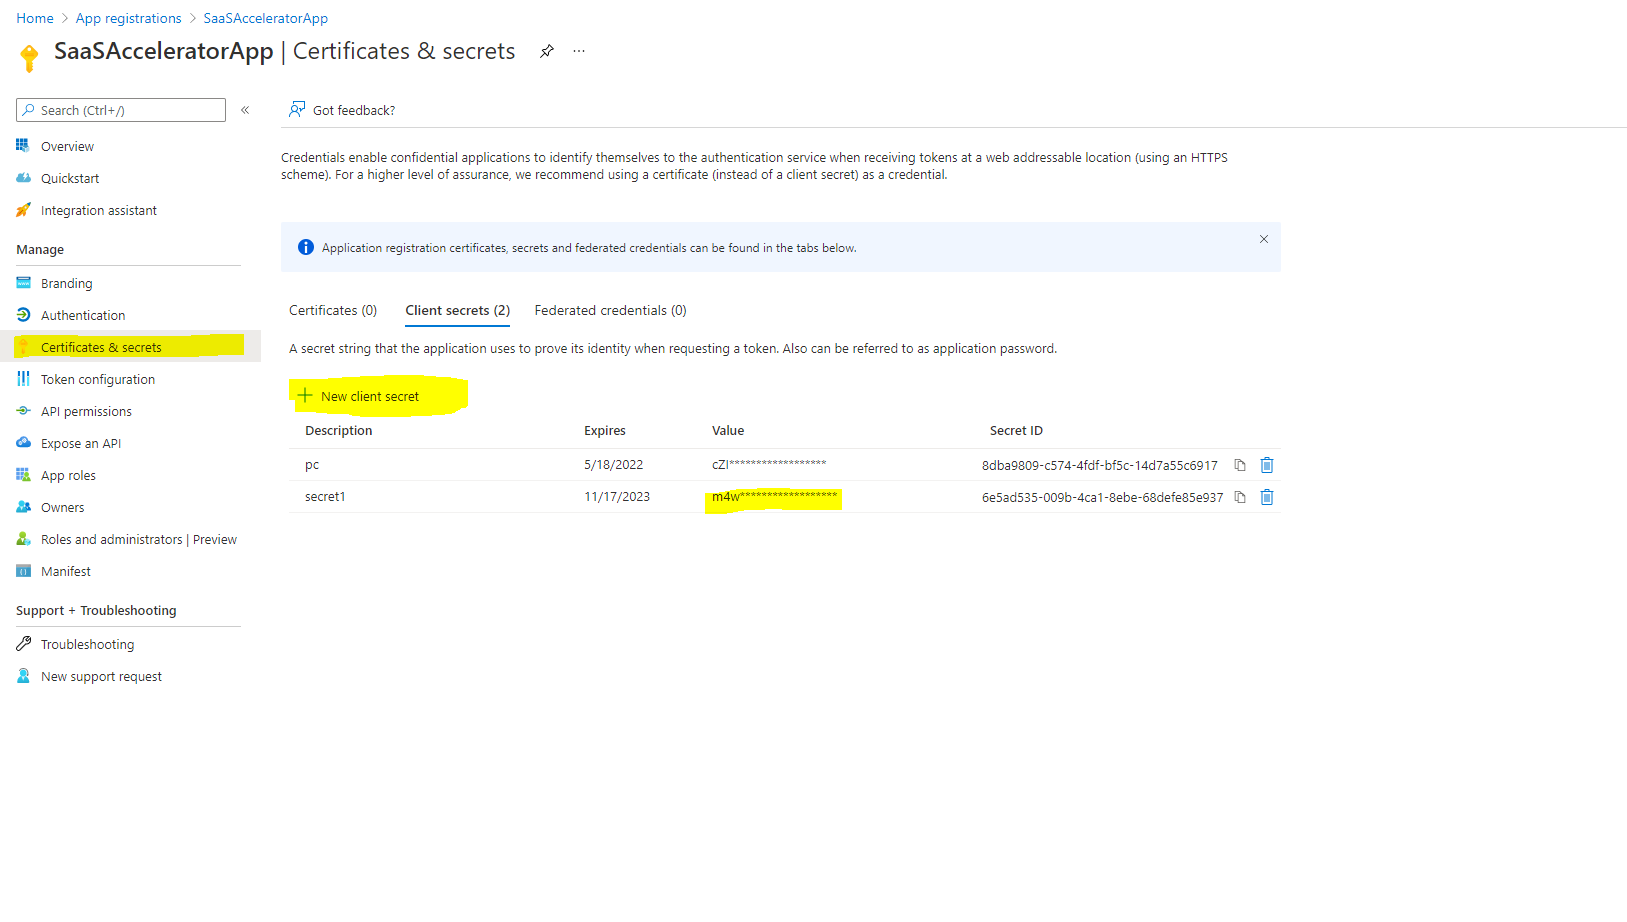 Home > App registrations > SaaSAcceleratorApp
SaaSAcceleratorApp | Certificates & secrets
Search (Ctrl+/)
Overview
Quickstart
Integration assistant
Manage
Branding
Authentication
Certificates & secrets
Token configuration
API permissions
Expose an API
App roles
Owners
Roles and administrators | Preview
Manifest
Support + Troubleshooting
Troubleshooting
New support request
Got feedback?
Credentials enable confidential applications to identify themselves to the authentication service when receiving tokens at a web addressable location (using an HTTPS
scheme). For a higher level of assurance, we recommend using a certificate (instead of a client secret) as a credential.
Application registration certificates, secrets and federated credentials can be found in the tabs below.
Certificates (0) Client secrets (2) Federated credentials (0)
A secret string that the application uses to prove its identity when requesting a token. Also can be referred to as application password.
New client secret
Description Expires Value Secret ID
pc 5/18/2022 cZI****************** 8dba9809-c574-4fdf-bf5c-14d7a55c6917
secret1 11/17/2023 m4w****************** 6e5ad535-009b-4ca1-8ebe-68defe85e937